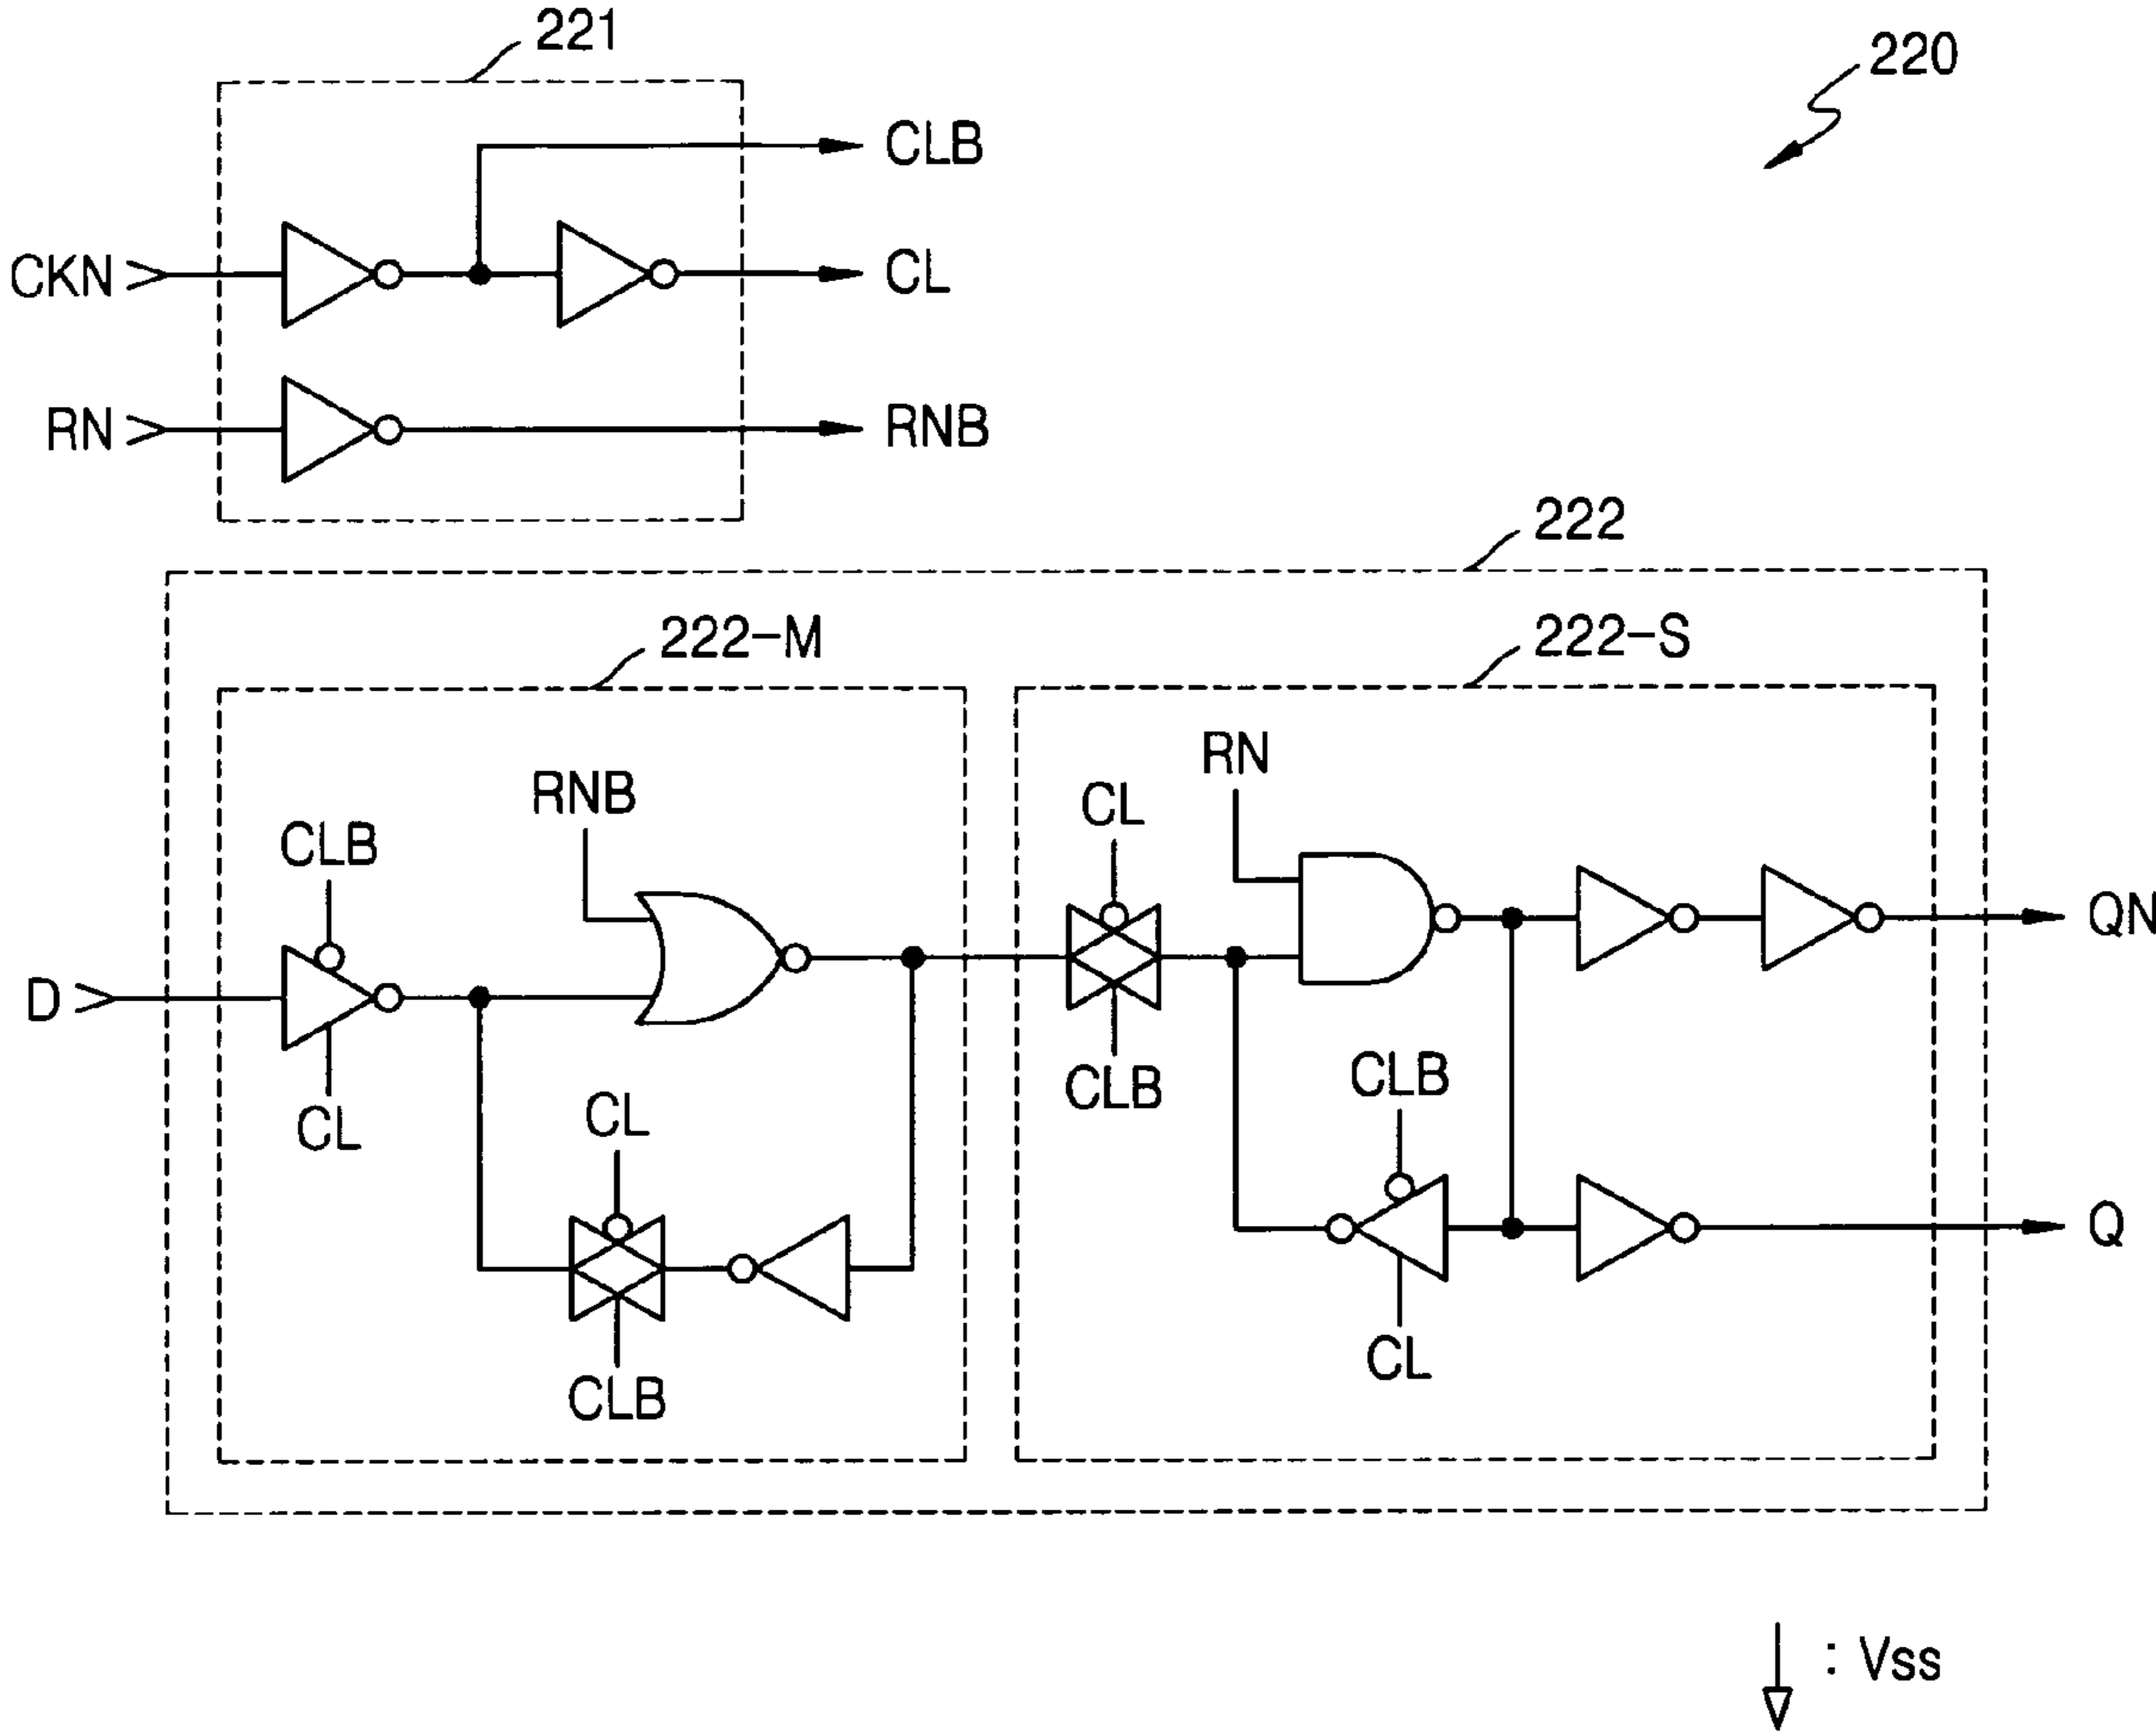 221
220
CLB
CKN
CL
RN
RNB
222
222-M
222-S
RN
RNB
CL
CLB
QN
D
CLB
CLB
CL
CL
Q
CL
CLB
: Vss